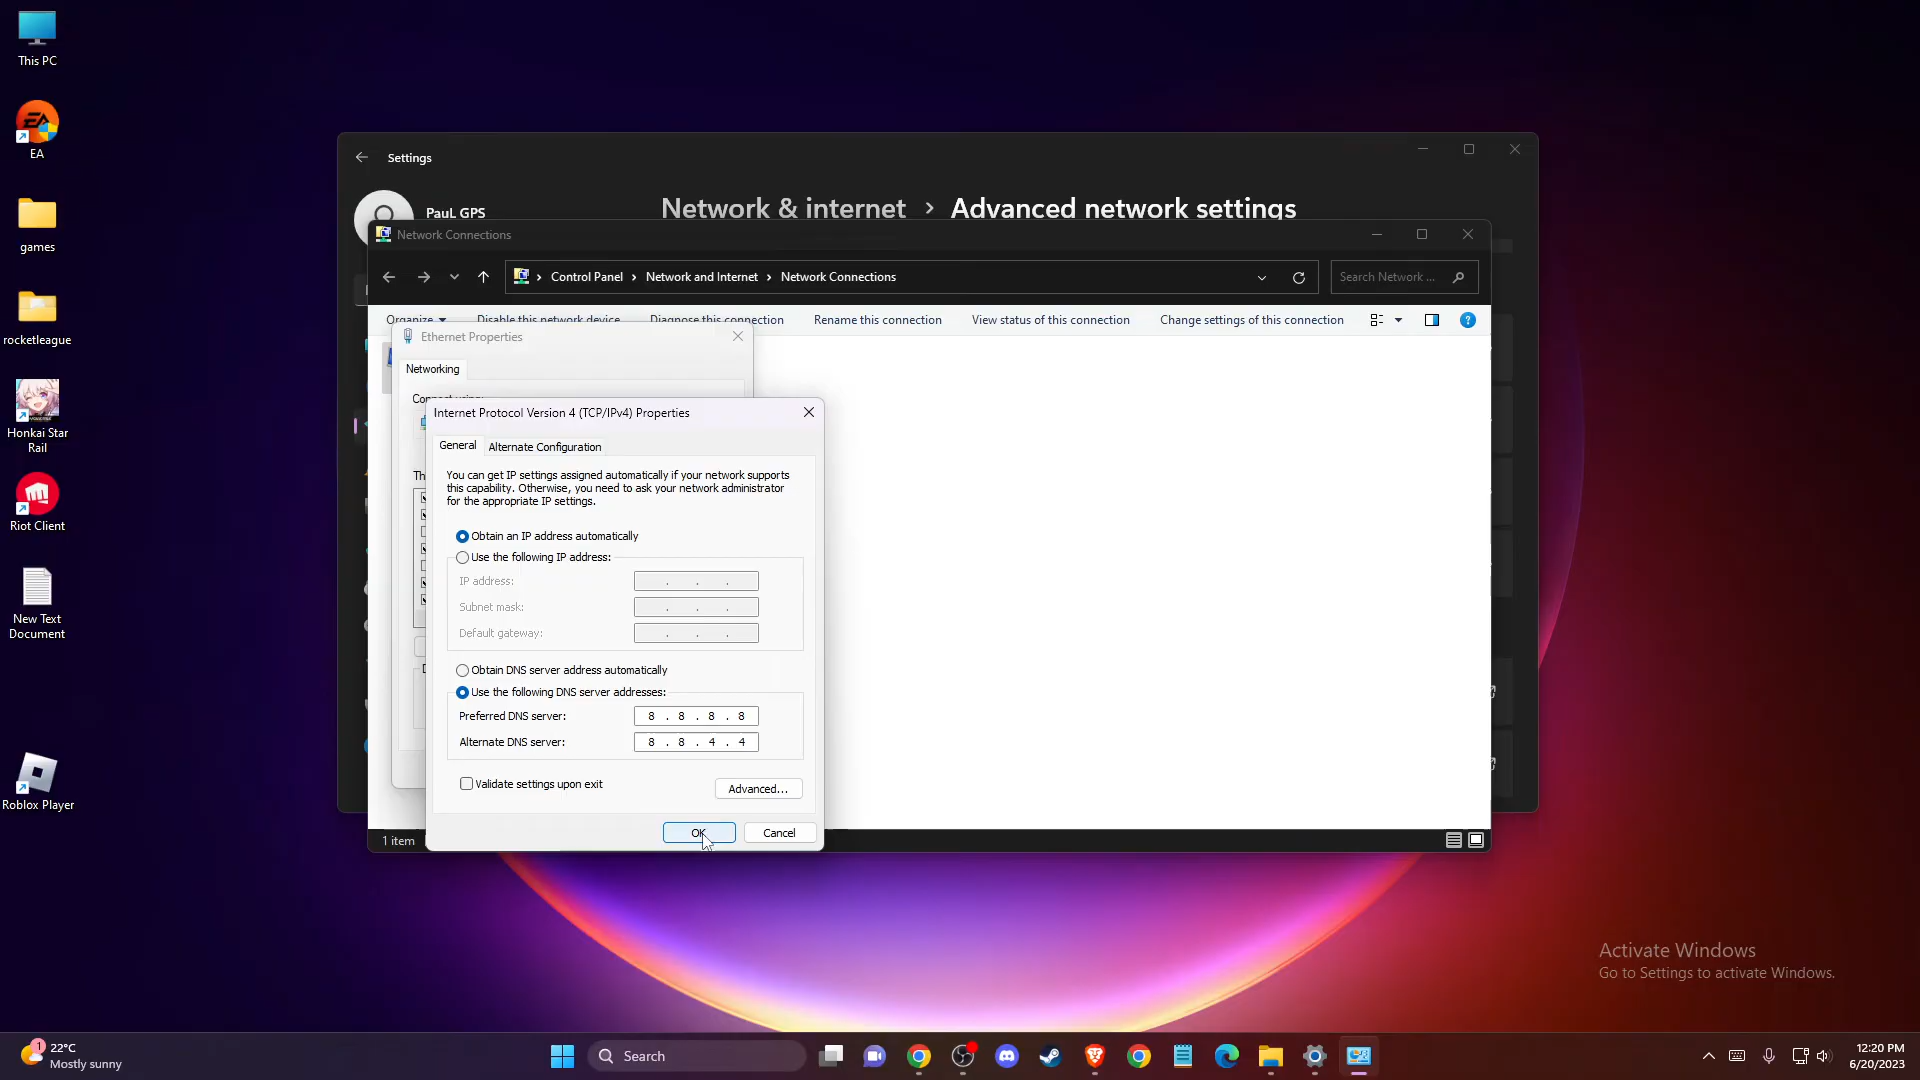 This PC
EA
games
rocketleague
Honkai Star
Rail
Riot Client
New Text
Document
Roblox Player
Settings
PauL GPS
Network & internet › Advanced network settings
Network Connections
Control Panel › Network and Internet › Network Connections
Search Network ...
Organize
Disable this network device
Diagnose this connection
Rename this connection
View status of this connection
Change settings of this connection
Ethernet Properties
Networking
Internet Protocol Version 4 (TCP/IPv4) Properties
General
Alternate Configuration
You can get IP settings assigned automatically if your network supports
this capability. Otherwise, you need to ask your network administrator
for the appropriate IP settings.
Obtain an IP address automatically
Use the following IP address:
IP address:
Subnet mask:
Default gateway:
Obtain DNS server address automatically
Use the following DNS server addresses:
Preferred DNS server: 8 . 8 . 8 . 8
Alternate DNS server: 8 . 8 . 4 . 4
Validate settings upon exit
Advanced...
OK
Cancel
1 item
Activate Windows
Go to Settings to activate Windows.
1
22°C
Mostly sunny
Search
12:20 PM
6/20/2023